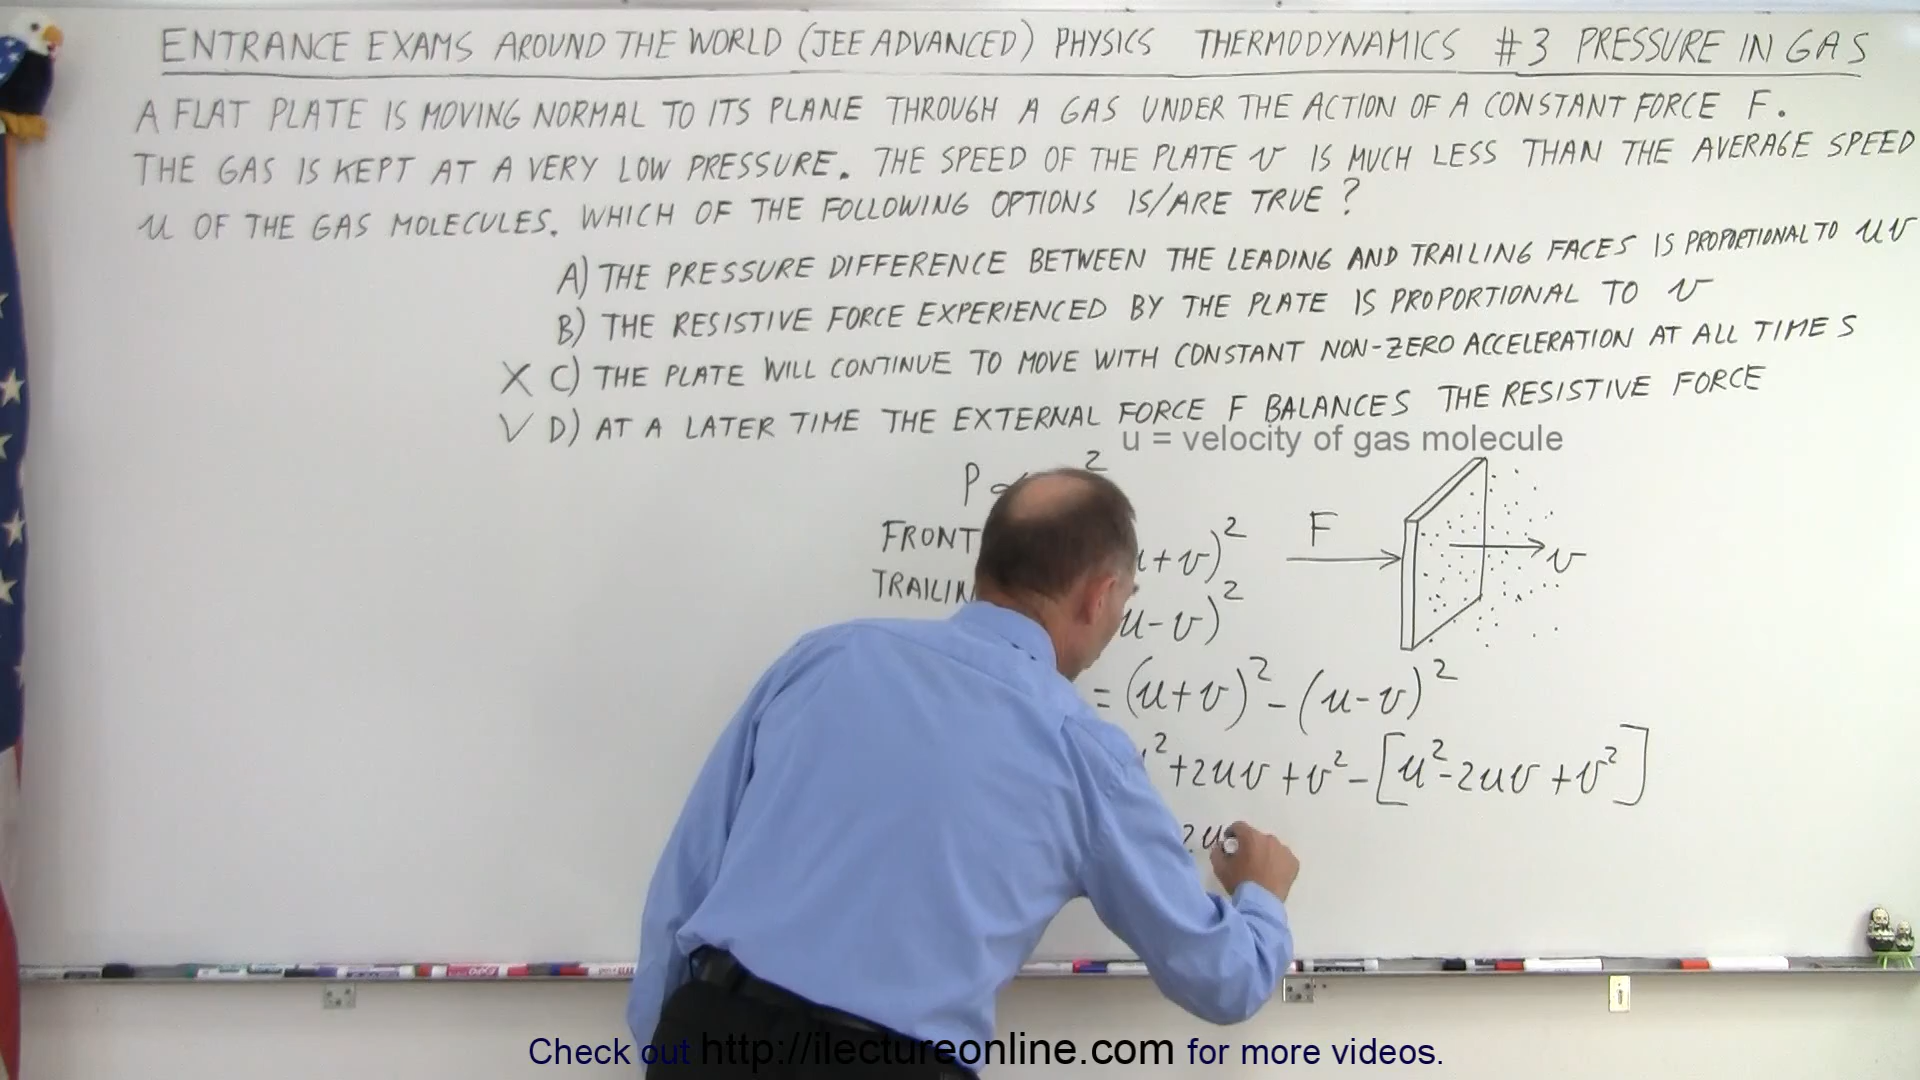 ENTRANCE EXAMS AROUND THE WORLD (JEE ADVANCED) PHYSICS THERMODYNAMICS #3 PRESSURE IN GAS
A FLAT PLATE IS MOVING NORMAL TO ITS PLANE THROUGH A GAS UNDER THE ACTION OF A CONSTANT FORCE F.
THE GAS IS KEPT AT A VERY LOW PRESSURE. THE SPEED OF THE PLATE v IS MUCH LESS THAN THE AVERAGE SPEED
u OF THE GAS MOLECULES. WHICH OF THE FOLLOWING OPTIONS IS/ARE TRUE?
A) THE PRESSURE DIFFERENCE BETWEEN THE LEADING AND TRAILING FACES IS PROPORTIONAL TO uv
B) THE RESISTIVE FORCE EXPERIENCED BY THE PLATE IS PROPORTIONAL TO v
X C) THE PLATE WILL CONTINUE TO MOVE WITH CONSTANT NON-ZERO ACCELERATION AT ALL TIMES
V D) AT A LATER TIME THE EXTERNAL FORCE F BALANCES THE RESISTIVE FORCE
u = velocity of gas molecule
P ∝ ²
FRONT +v)²
TRAILIN u-v)²
F
v
= (u+v)² - (u-v)²
² +2uv +v² - [u² -2uv +v²]
2u
Check out http://ilectureonline.com for more videos.